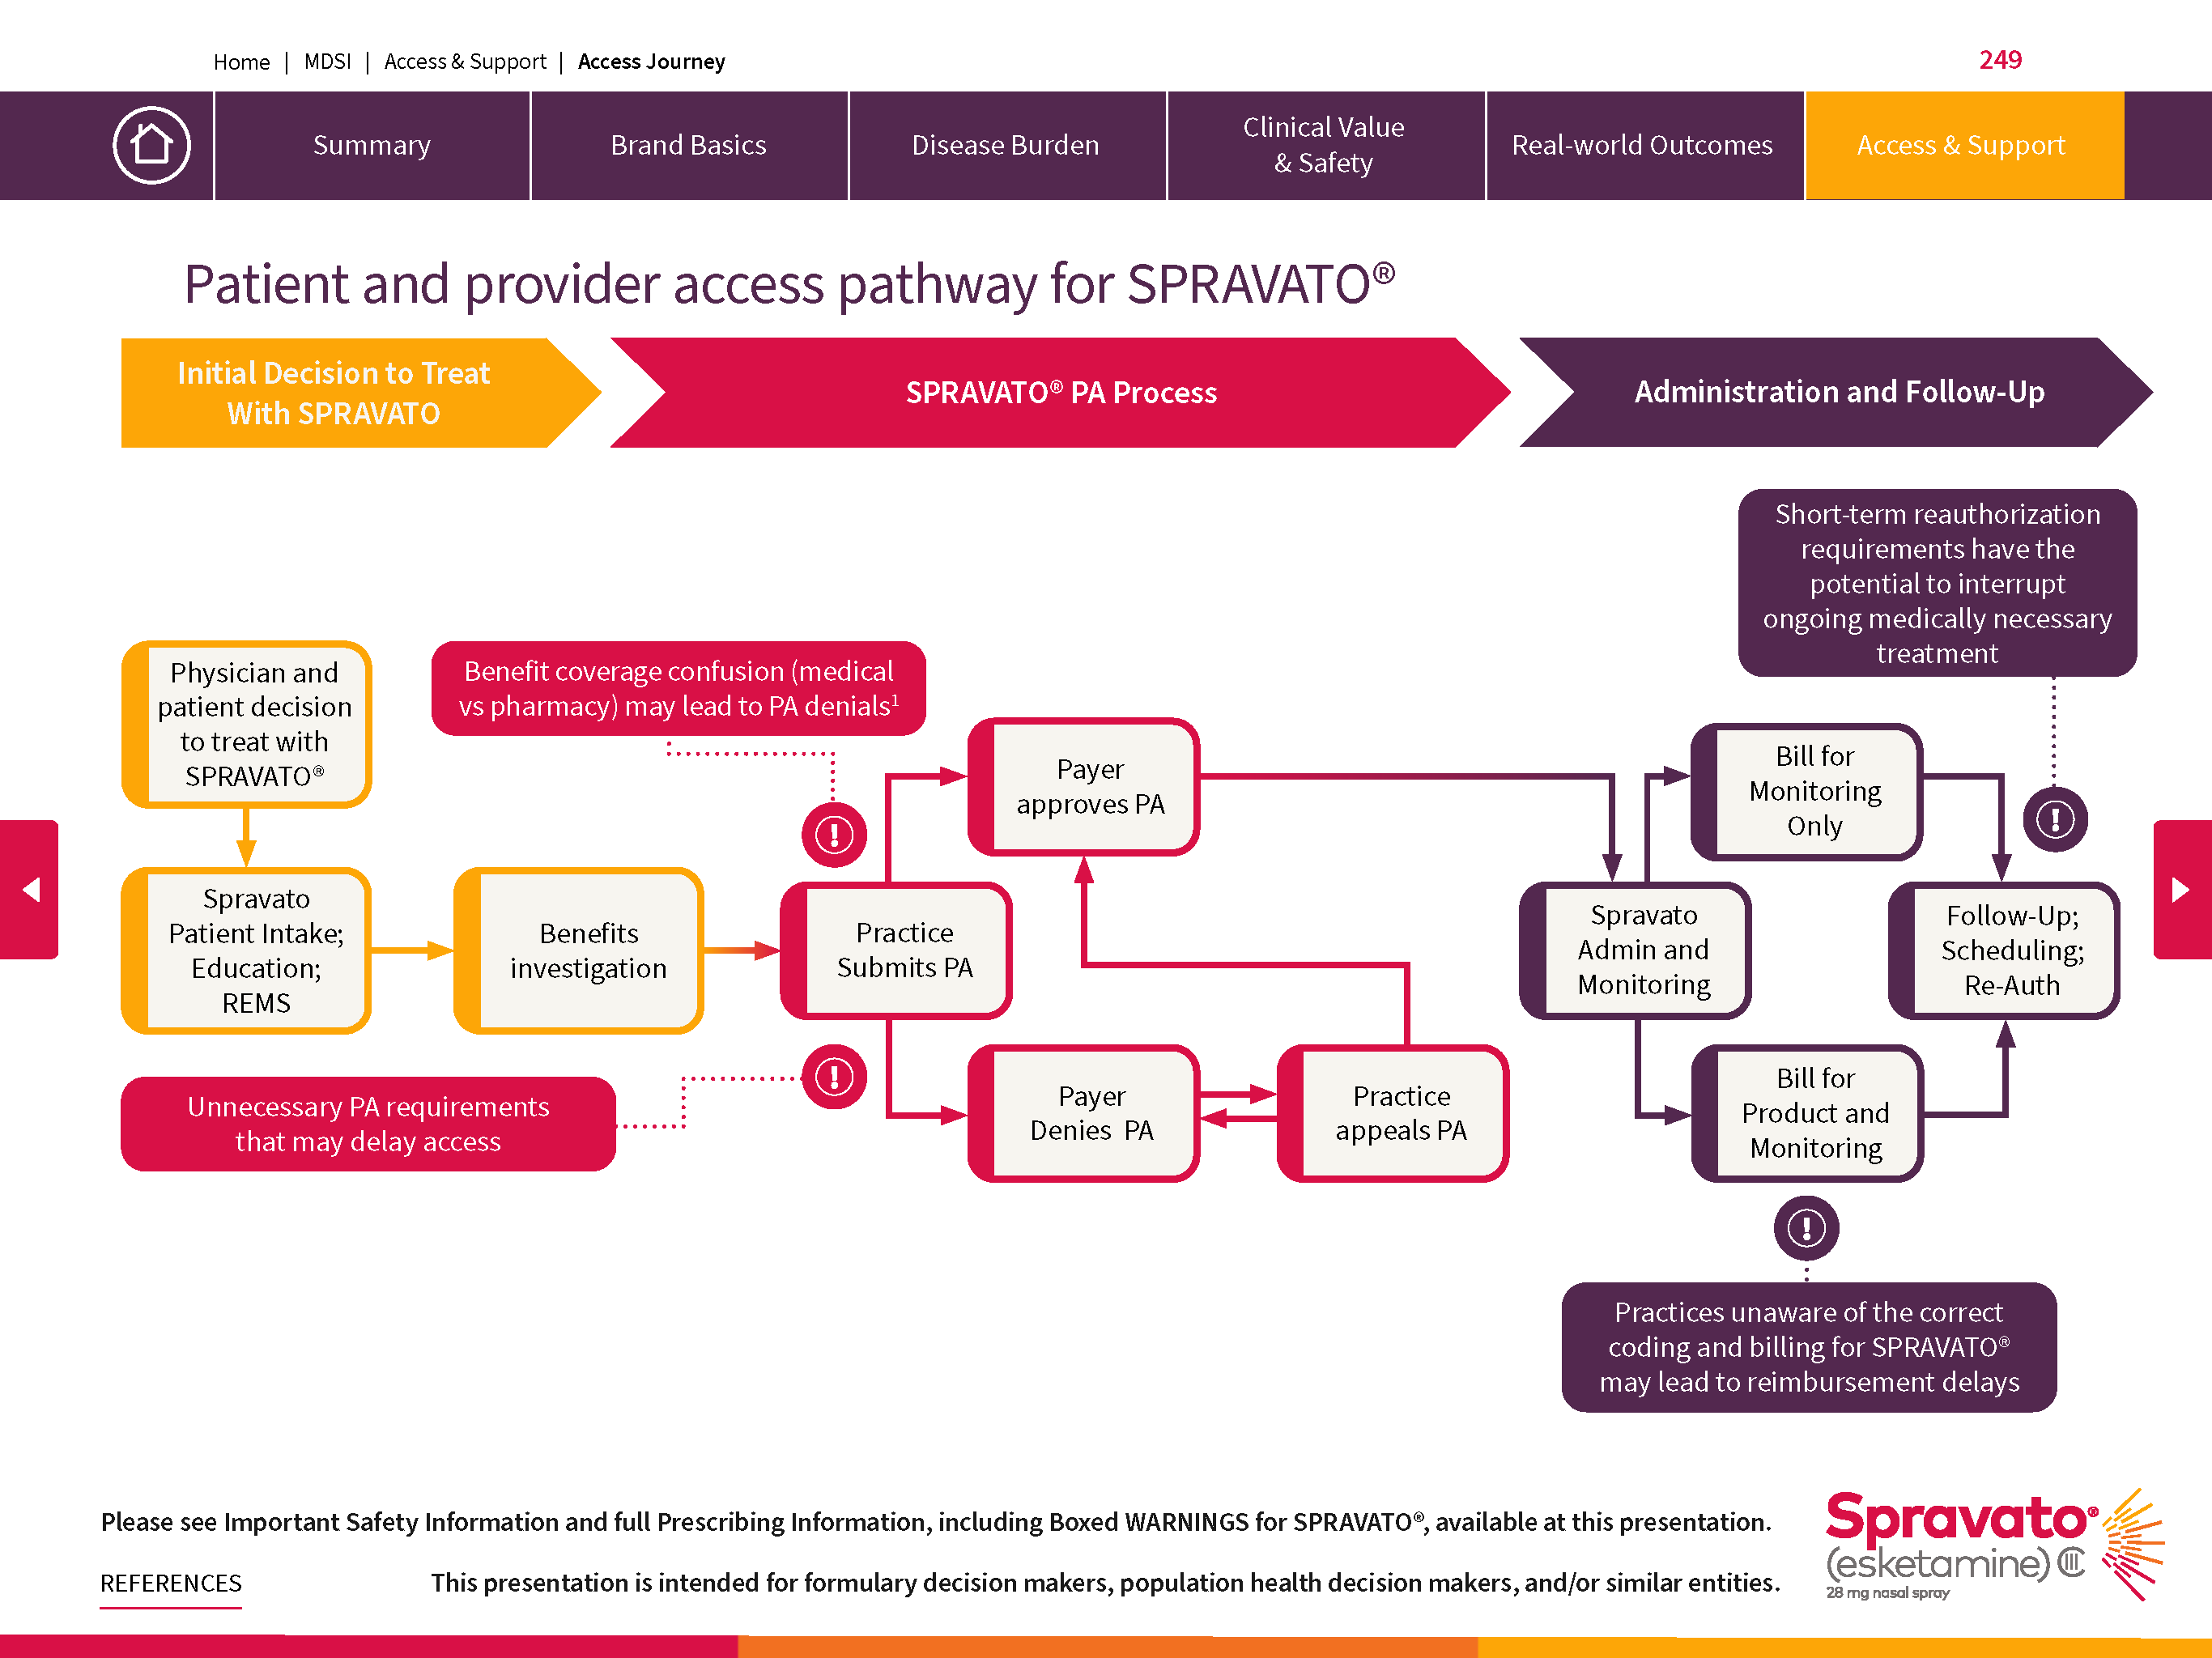 Home | MDSI | Access & Support | Access Journey
249
Summary
Brand Basics
Disease Burden
Clinical Value
& Safety
Real-world Outcomes
Access & Support
Patient and provider access pathway for SPRAVATO®
Initial Decision to Treat
With SPRAVATO
SPRAVATO® PA Process
Administration and Follow-Up
Short-term reauthorization
requirements have the
potential to interrupt
ongoing medically necessary
treatment
Physician and
patient decision
to treat with
SPRAVATO®
Benefit coverage confusion (medical
vs pharmacy) may lead to PA denials¹
Payer
approves PA
Bill for
Monitoring
Only
Spravato
Patient Intake;
Education;
REMS
Benefits
investigation
Practice
Submits PA
Spravato
Admin and
Monitoring
Follow-Up;
Scheduling;
Re-Auth
Unnecessary PA requirements
that may delay access
Payer
Denies PA
Practice
appeals PA
Bill for
Product and
Monitoring
Practices unaware of the correct
coding and billing for SPRAVATO®
may lead to reimbursement delays
Please see Important Safety Information and full Prescribing Information, including Boxed WARNINGS for SPRAVATO®, available at this presentation.
REFERENCES
This presentation is intended for formulary decision makers, population health decision makers, and/or similar entities.
Spravato®
(esketamine) CIII
28 mg nasal spray